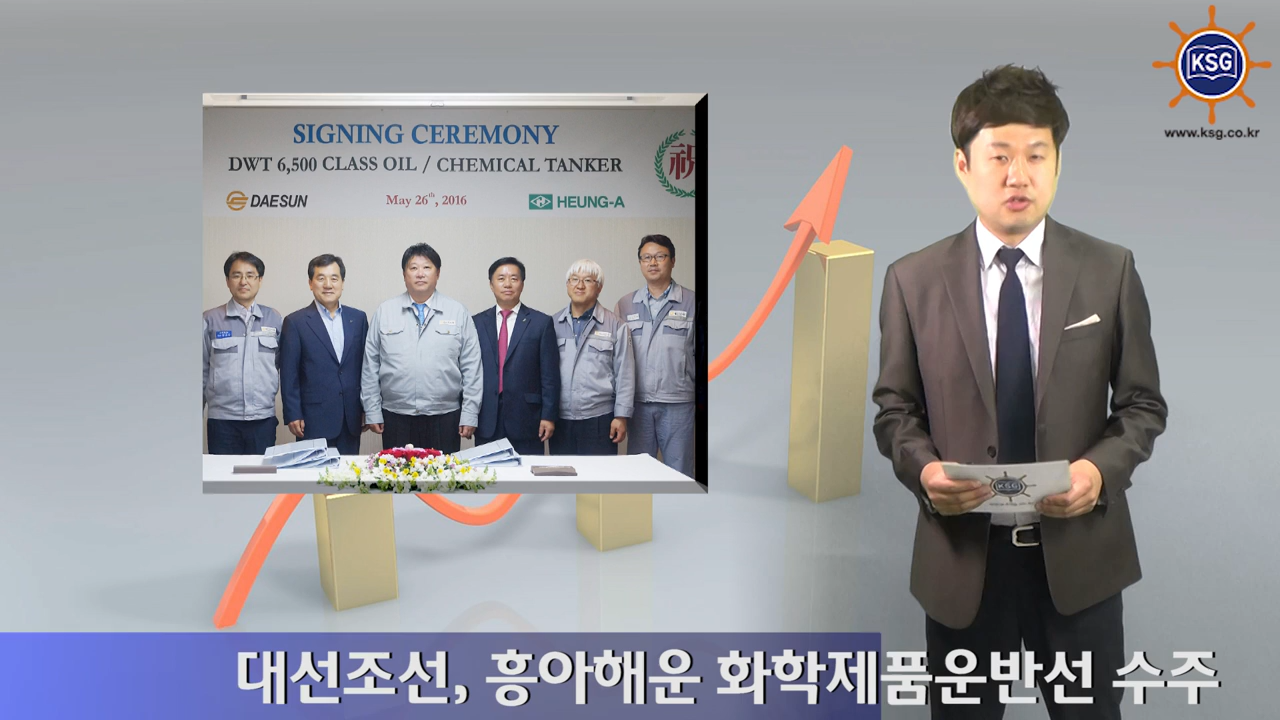 KSG
www.ksg.co.kr
SIGNING CEREMONY
DWT 6,500 CLASS OIL / CHEMICAL TANKER
祝
DAESUN
May 26th, 2016
HEUNG-A
KSG
대선조선, 흥아해운 화학제품운반선 수주